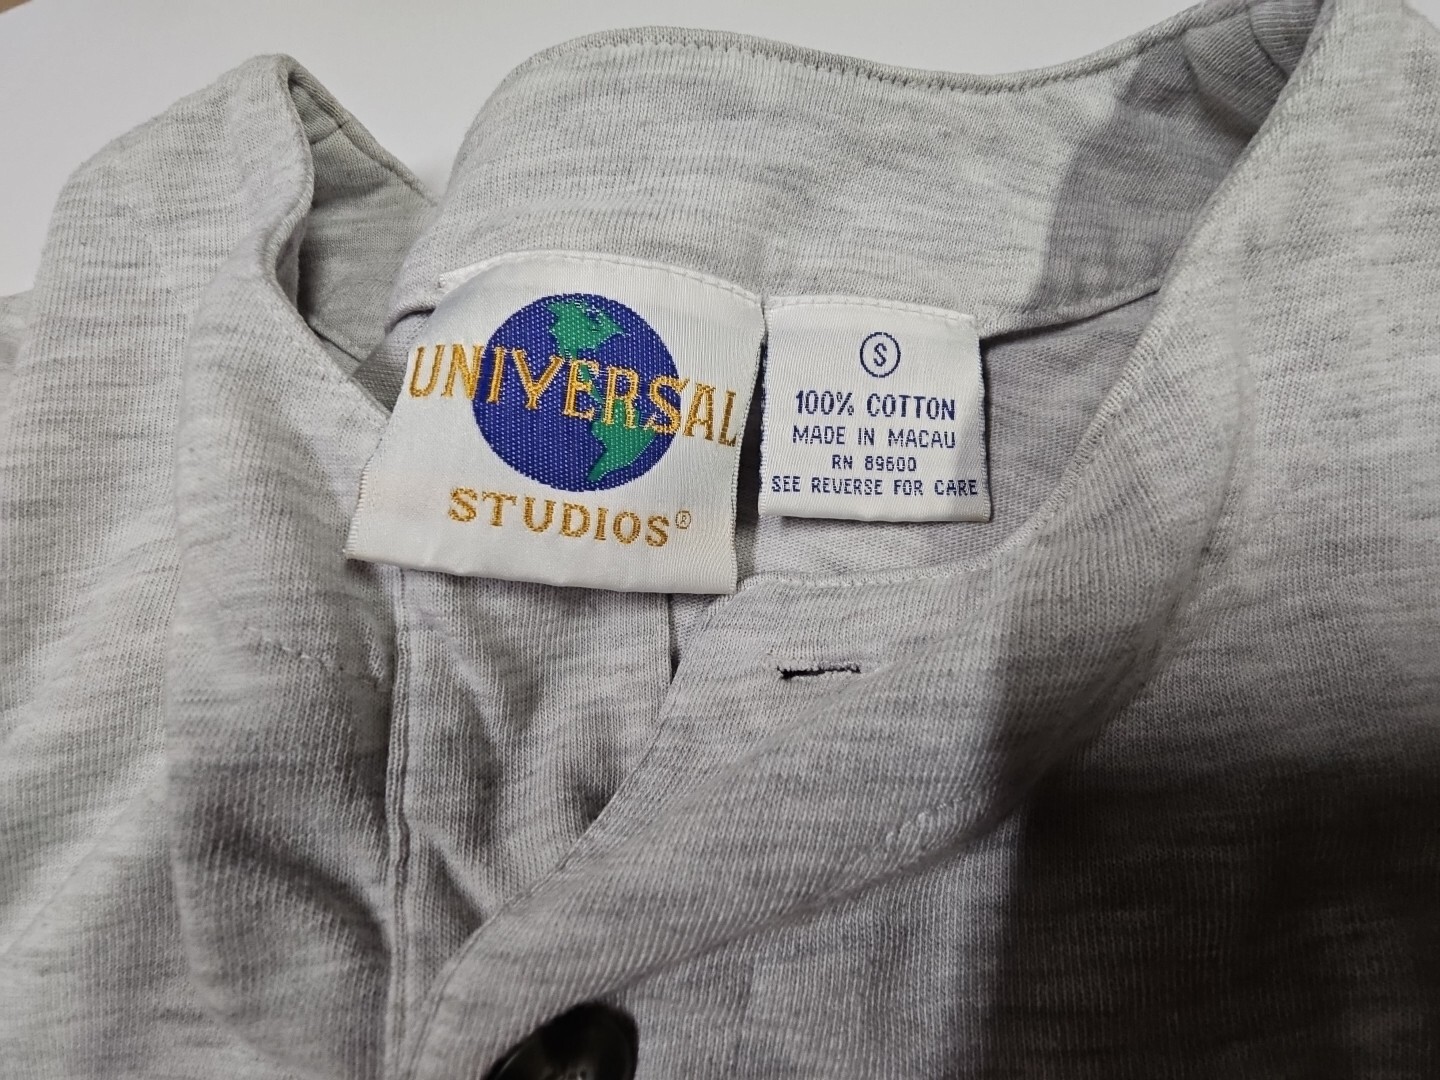 UNIVERSAL
STUDIOS®
S
100% COTTON
MADE IN MACAU
RN 89600
SEE REVERSE FOR CARE